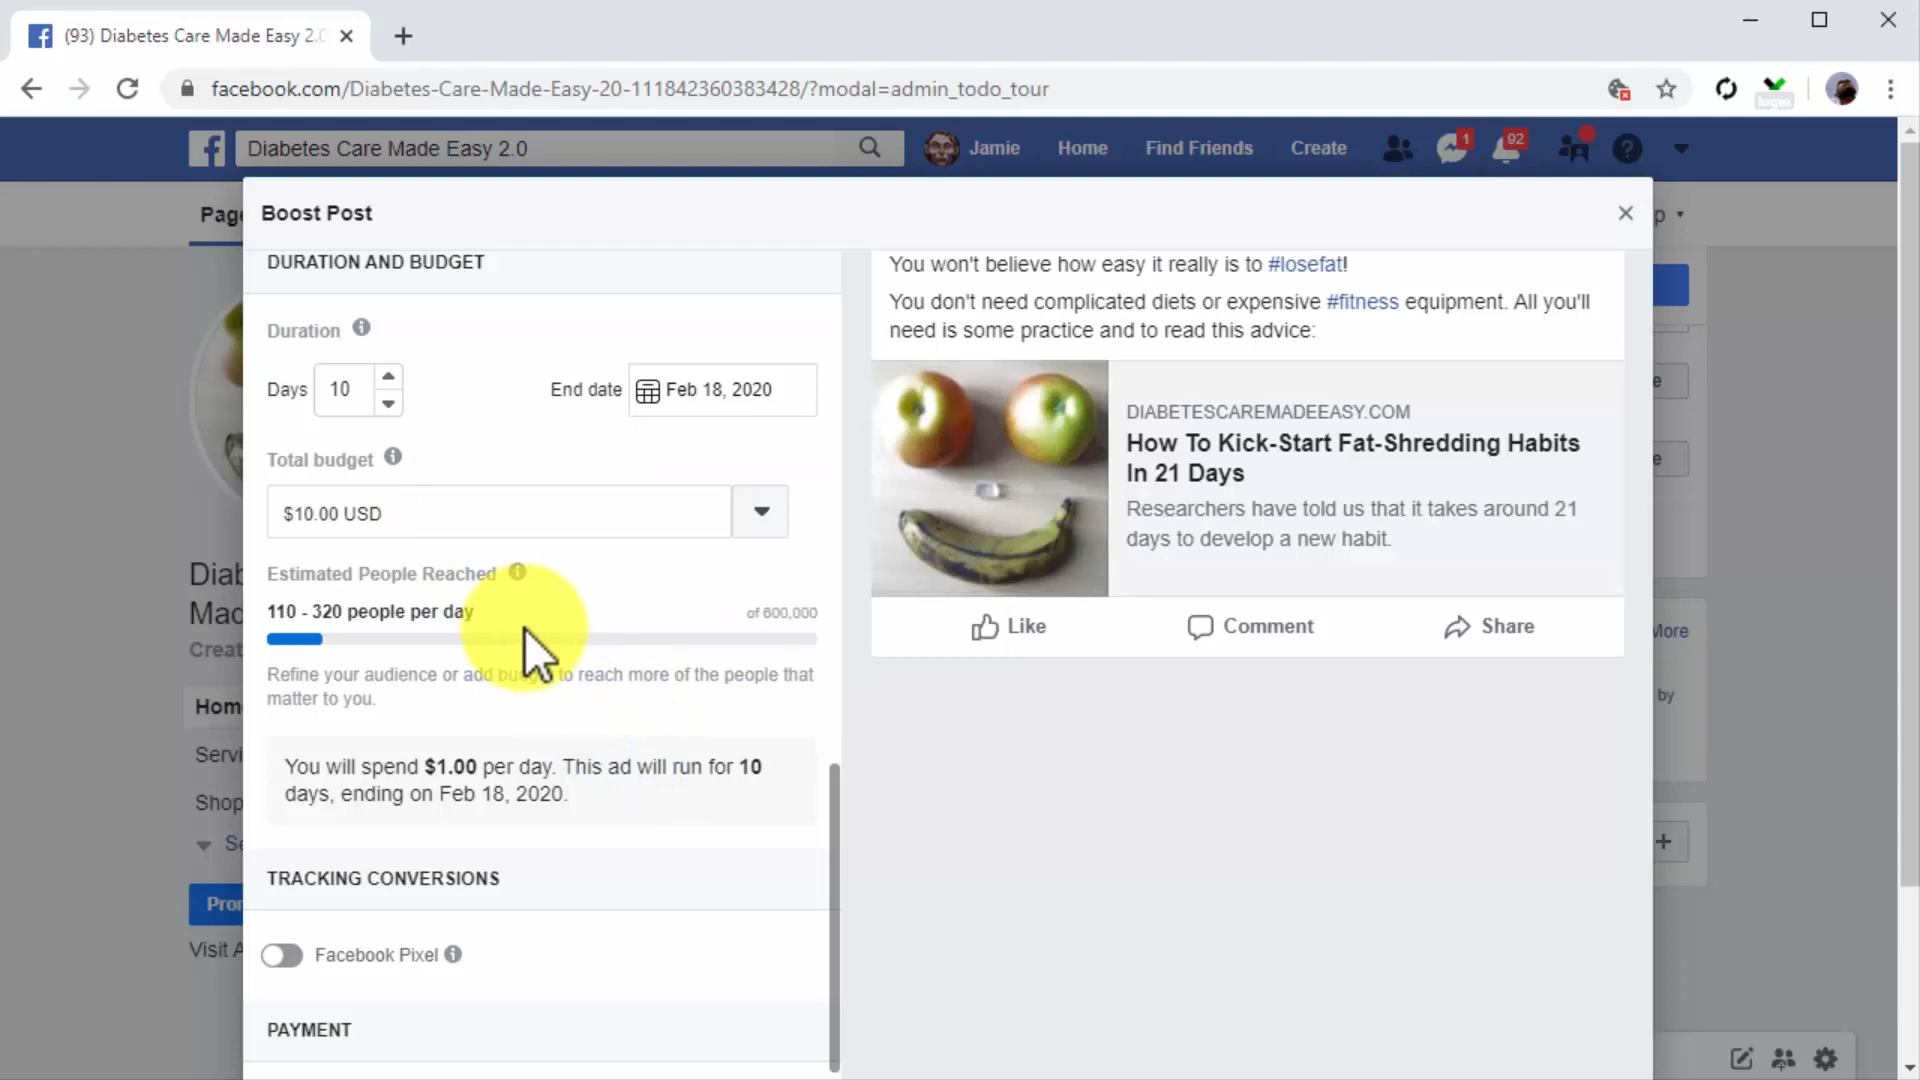 (93) Diabetes Care Made Easy 2.0
facebook.com/Diabetes-Care-Made-Easy-20-111842360383428/?modal=admin_todo_tour
login
Diabetes Care Made Easy 2.0
Jamie
Home
Find Friends
Create
1
92
Page
p
Boost Post
DURATION AND BUDGET
Duration
Days 10
End date Feb 18, 2020
Total budget
$10.00 USD
Estimated People Reached
110 - 320 people per day
of 600,000
Refine your audience or add budget to reach more of the people that
matter to you.
You will spend $1.00 per day. This ad will run for 10
days, ending on Feb 18, 2020.
TRACKING CONVERSIONS
Facebook Pixel
PAYMENT
You won't believe how easy it really is to #losefat!
You don't need complicated diets or expensive #fitness equipment. All you'll
need is some practice and to read this advice:
DIABETESCAREMADEEASY.COM
How To Kick-Start Fat-Shredding Habits
In 21 Days
Researchers have told us that it takes around 21
days to develop a new habit.
Like
Comment
Share
Diab
Mad
Creat
Hom
Servi
Shop
Se
Pror
Visit A
e
e
More
by